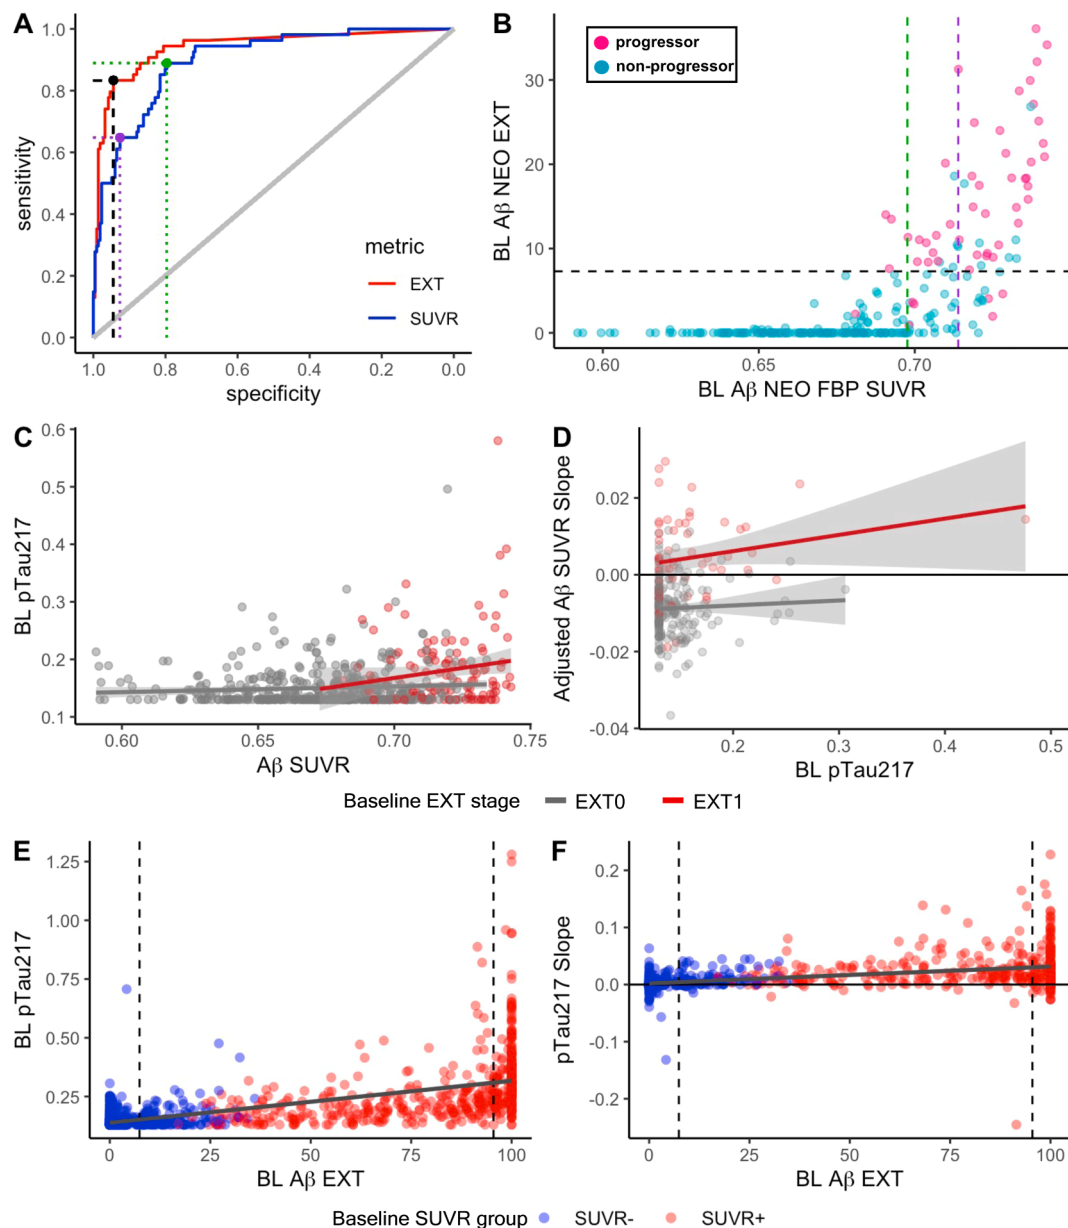 A
1.0
0.8
0.6
0.4
0.2
0.0
sensitivity
metric
EXT
SUVR
1.0 0.8 0.6 0.4 0.2 0.0
specificity
B
progressor
non-progressor
30
20
10
0
BL Aβ NEO EXT
0.60 0.65 0.70
BL Aβ NEO FBP SUVR
C
0.6
0.5
0.4
0.3
0.2
0.1
BL pTau217
0.60 0.65 0.70 0.75
Aβ SUVR
D
0.02
0.00
-0.02
-0.04
Adjusted Aβ SUVR Slope
0.2 0.3 0.4 0.5
BL pTau217
Baseline EXT stage EXT0 EXT1
E
1.25
1.00
0.75
0.50
0.25
BL pTau217
0 25 50 75 100
BL Aβ EXT
F
0.2
0.1
0.0
-0.1
-0.2
pTau217 Slope
0 25 50 75 100
BL Aβ EXT
Baseline SUVR group SUVR- SUVR+